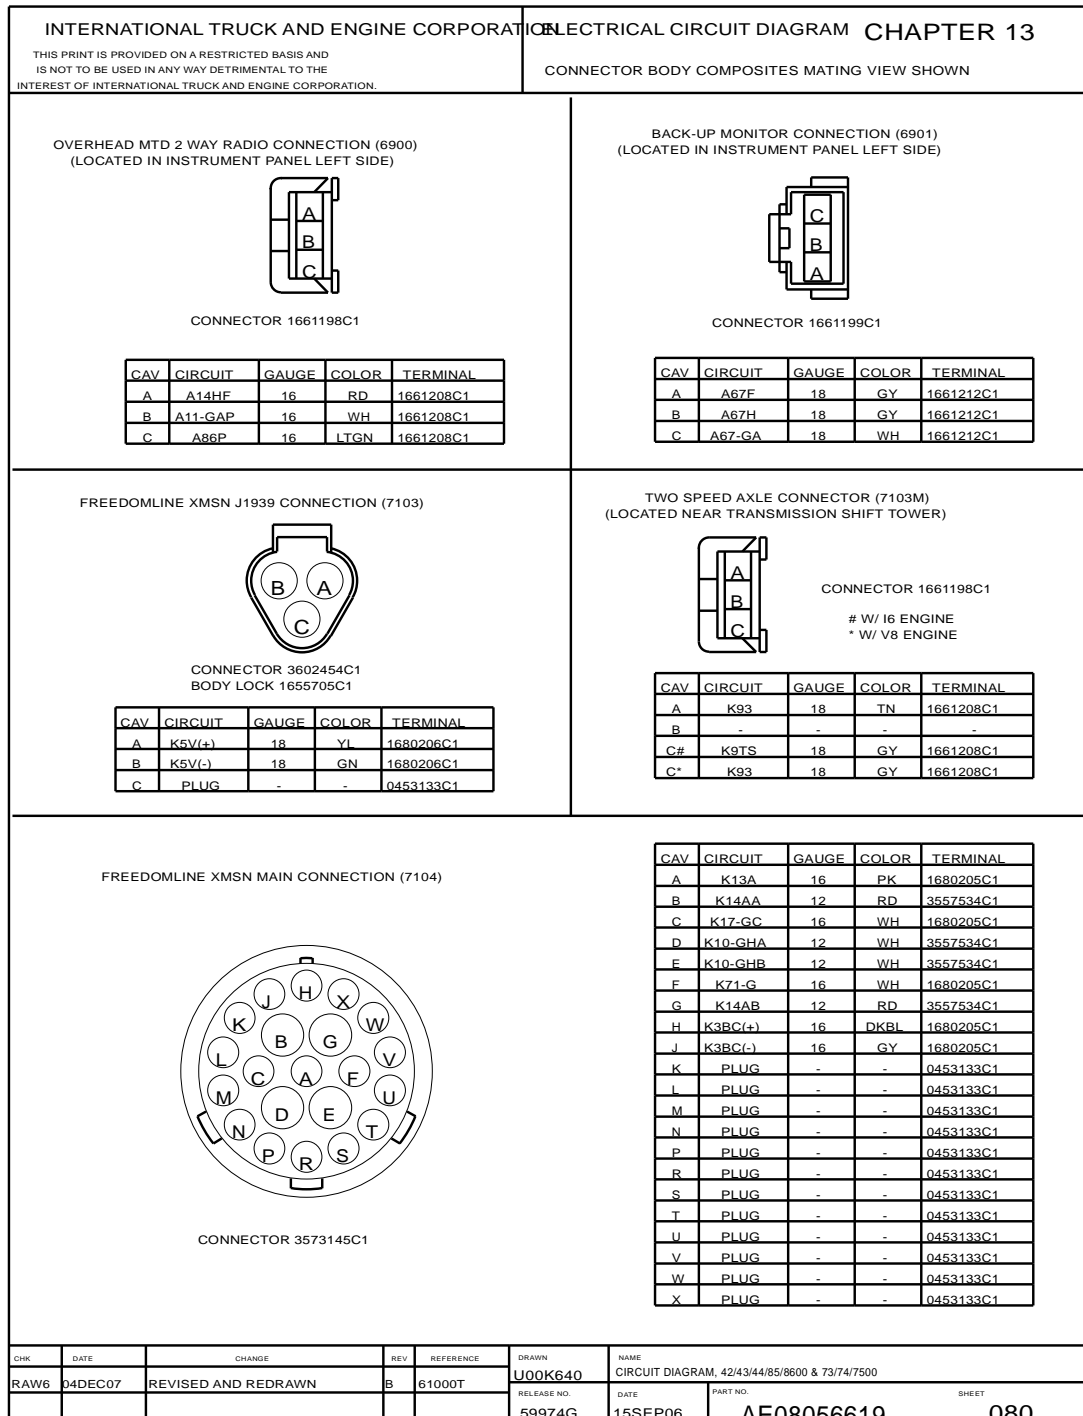 INTERNATIONAL TRUCK AND ENGINE CORPORATION
THIS PRINT IS PROVIDED ON A RESTRICTED BASIS AND
IS NOT TO BE USED IN ANY WAY DETRIMENTAL TO THE
INTEREST OF INTERNATIONAL TRUCK AND ENGINE CORPORATION.
ELECTRICAL CIRCUIT DIAGRAM CHAPTER 13
CONNECTOR BODY COMPOSITES MATING VIEW SHOWN
OVERHEAD MTD 2 WAY RADIO CONNECTION (6900)
(LOCATED IN INSTRUMENT PANEL LEFT SIDE)
A
B
C
CONNECTOR 1661198C1
CAV CIRCUIT GAUGE COLOR TERMINAL
A A14HF 16 RD 1661208C1
B A11-GAP 16 WH 1661208C1
C A86P 16 LTGN 1661208C1
BACK-UP MONITOR CONNECTION (6901)
(LOCATED IN INSTRUMENT PANEL LEFT SIDE)
C
B
A
CONNECTOR 1661199C1
CAV CIRCUIT GAUGE COLOR TERMINAL
A A67F 18 GY 1661212C1
B A67H 18 GY 1661212C1
C A67-GA 18 WH 1661212C1
FREEDOMLINE XMSN J1939 CONNECTION (7103)
B A
C
CONNECTOR 3602454C1
BODY LOCK 1655705C1
CAV CIRCUIT GAUGE COLOR TERMINAL
A K5V(+) 18 YL 1680206C1
B K5V(-) 18 GN 1680206C1
C PLUG - - 0453133C1
TWO SPEED AXLE CONNECTOR (7103M)
(LOCATED NEAR TRANSMISSION SHIFT TOWER)
A
B
C
CONNECTOR 1661198C1
# W/ I6 ENGINE
* W/ V8 ENGINE
CAV CIRCUIT GAUGE COLOR TERMINAL
A K93 18 TN 1661208C1
B - - - -
C# K9TS 18 GY 1661208C1
C* K93 18 GY 1661208C1
FREEDOMLINE XMSN MAIN CONNECTION (7104)
H
J X
K W
B G
L V
C A F
M U
D E
N T
P R S
CONNECTOR 3573145C1
CAV CIRCUIT GAUGE COLOR TERMINAL
A K13A 16 PK 1680205C1
B K14AA 12 RD 3557534C1
C K17-GC 16 WH 1680205C1
D K10-GHA 12 WH 3557534C1
E K10-GHB 12 WH 3557534C1
F K71-G 16 WH 1680205C1
G K14AB 12 RD 3557534C1
H K3BC(+) 16 DKBL 1680205C1
J K3BC(-) 16 GY 1680205C1
K PLUG - - 0453133C1
L PLUG - - 0453133C1
M PLUG - - 0453133C1
N PLUG - - 0453133C1
P PLUG - - 0453133C1
R PLUG - - 0453133C1
S PLUG - - 0453133C1
T PLUG - - 0453133C1
U PLUG - - 0453133C1
V PLUG - - 0453133C1
W PLUG - - 0453133C1
X PLUG - - 0453133C1
CHK DATE CHANGE REV REFERENCE
RAW6 04DEC07 REVISED AND REDRAWN B 61000T
DRAWN
U00K640
NAME
CIRCUIT DIAGRAM, 42/43/44/85/8600 & 73/74/7500
RELEASE NO. DATE PART NO. SHEET
59974G 15SEP06 AE08056619 080